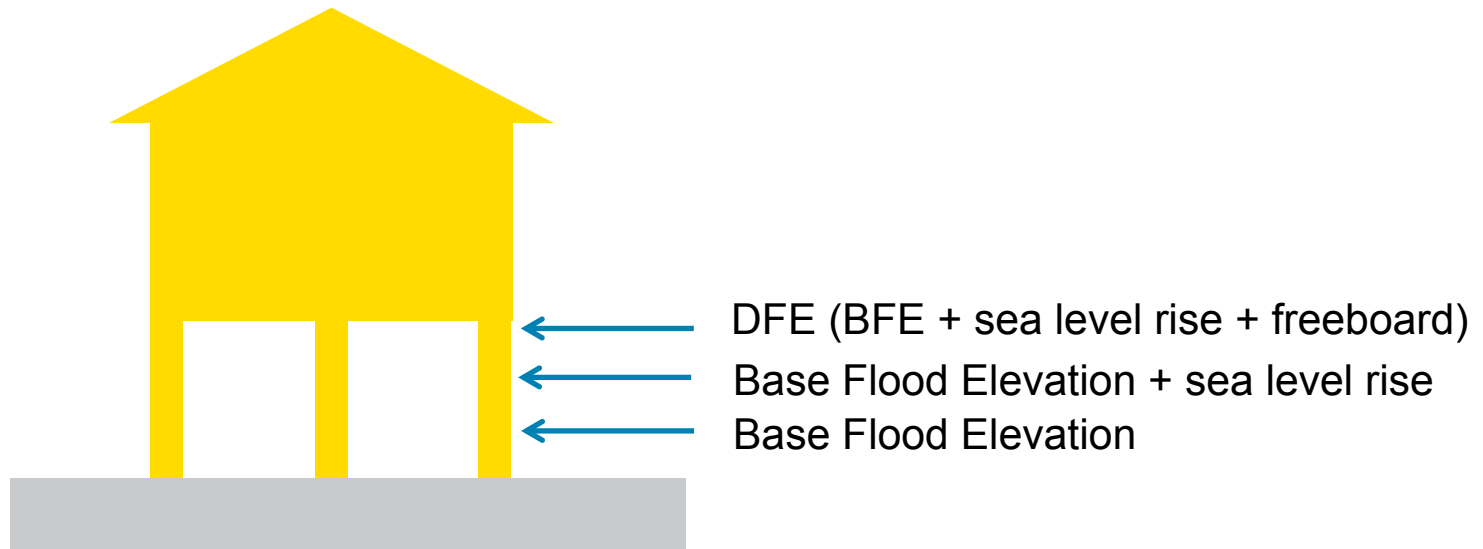 DFE (BFE + sea level rise + freeboard)
Base Flood Elevation + sea level rise
Base Flood Elevation